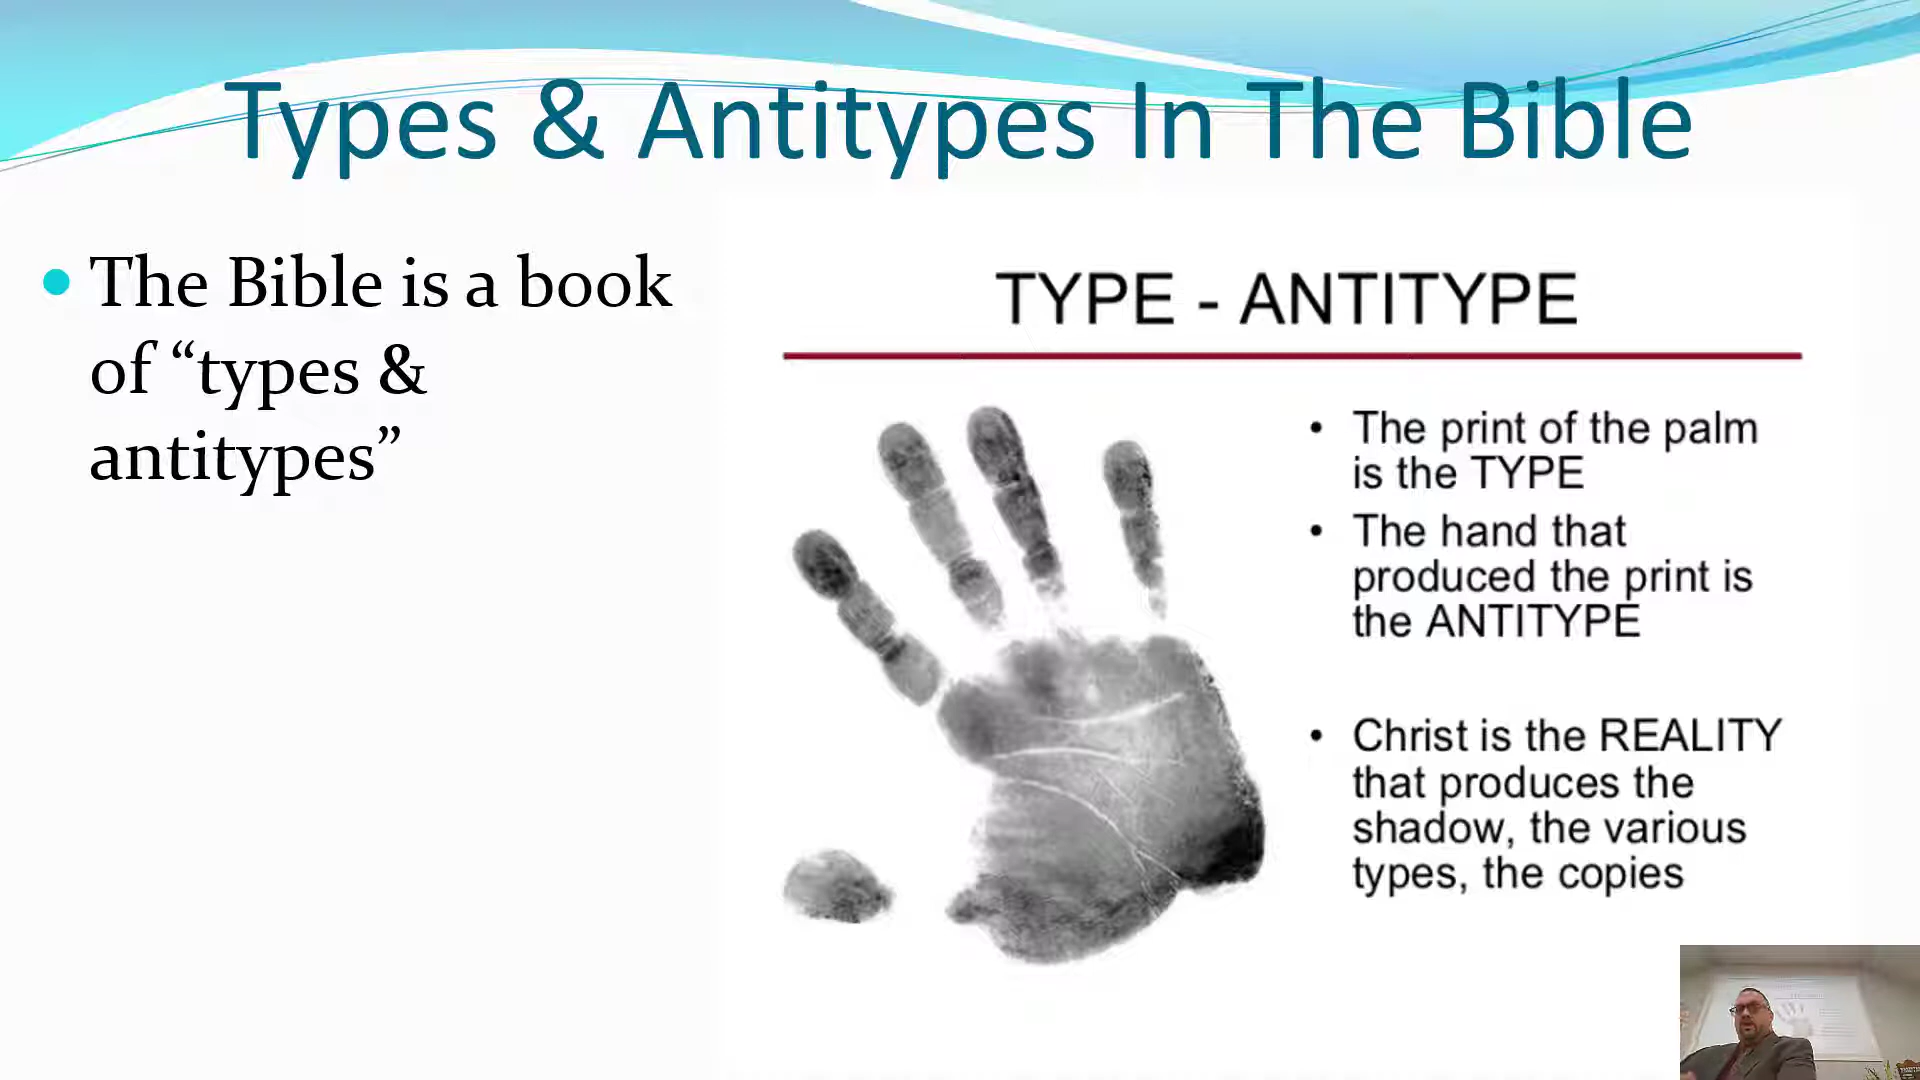 Types & Antitypes In The Bible
• The Bible is a book
of “types &
antitypes”
TYPE - ANTITYPE
• The print of the palm
is the TYPE
• The hand that
produced the print is
the ANTITYPE
• Christ is the REALITY
that produces the
shadow, the various
types, the copies